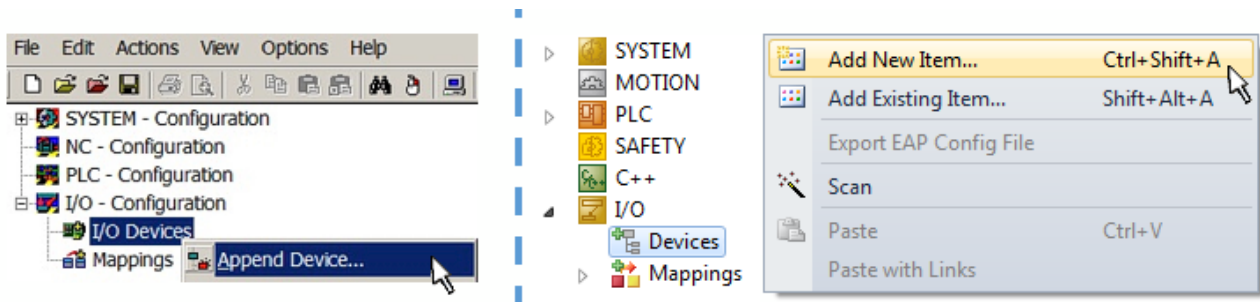 File Edit Actions View Options Help
SYSTEM - Configuration
NC - Configuration
PLC - Configuration
I/O - Configuration
I/O Devices
Mappings
Append Device...
SYSTEM
MOTION
PLC
SAFETY
C++
I/O
Devices
Mappings
Add New Item... Ctrl+Shift+A
Add Existing Item... Shift+Alt+A
Export EAP Config File
Scan
Paste Ctrl+V
Paste with Links